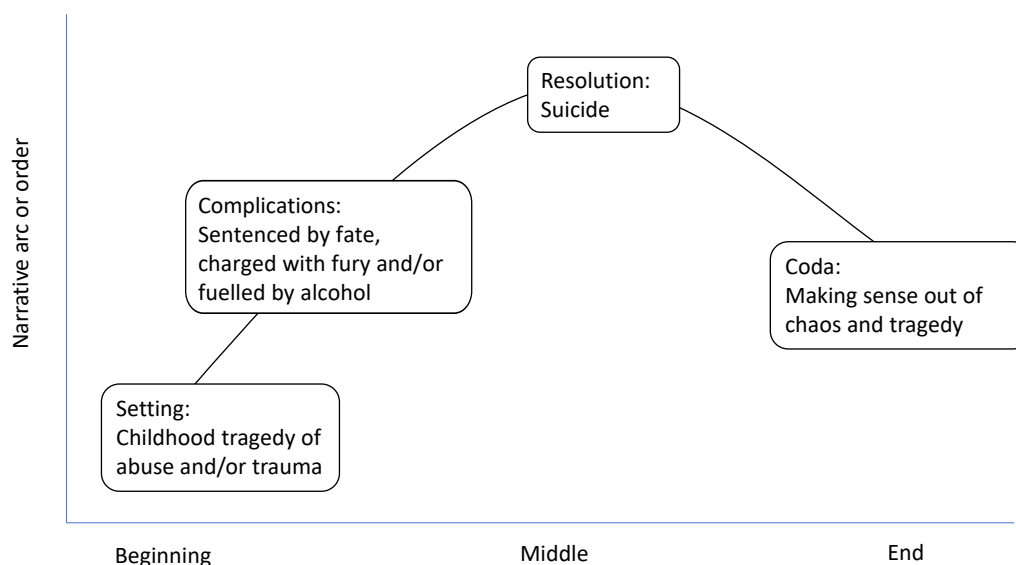 Narrative arc or order
Resolution:
Suicide
Complications:
Sentenced by fate,
charged with fury and/or
fuelled by alcohol
Coda:
Making sense out of
chaos and tragedy
Setting:
Childhood tragedy of
abuse and/or trauma
Beginning
Middle
End